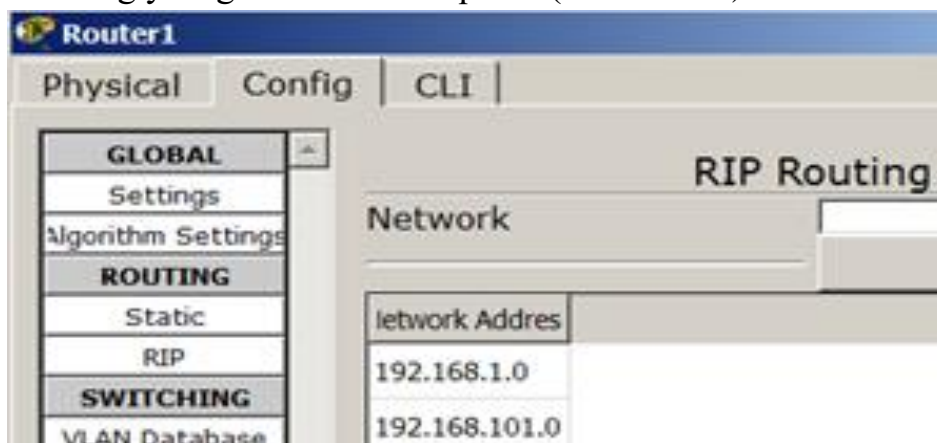 Router1
Physical Config CLI
GLOBAL
Settings
Algorithm Settings
ROUTING
Static
RIP
SWITCHING
VLAN Database
RIP Routing
Network
letwork Addres
192.168.1.0
192.168.101.0